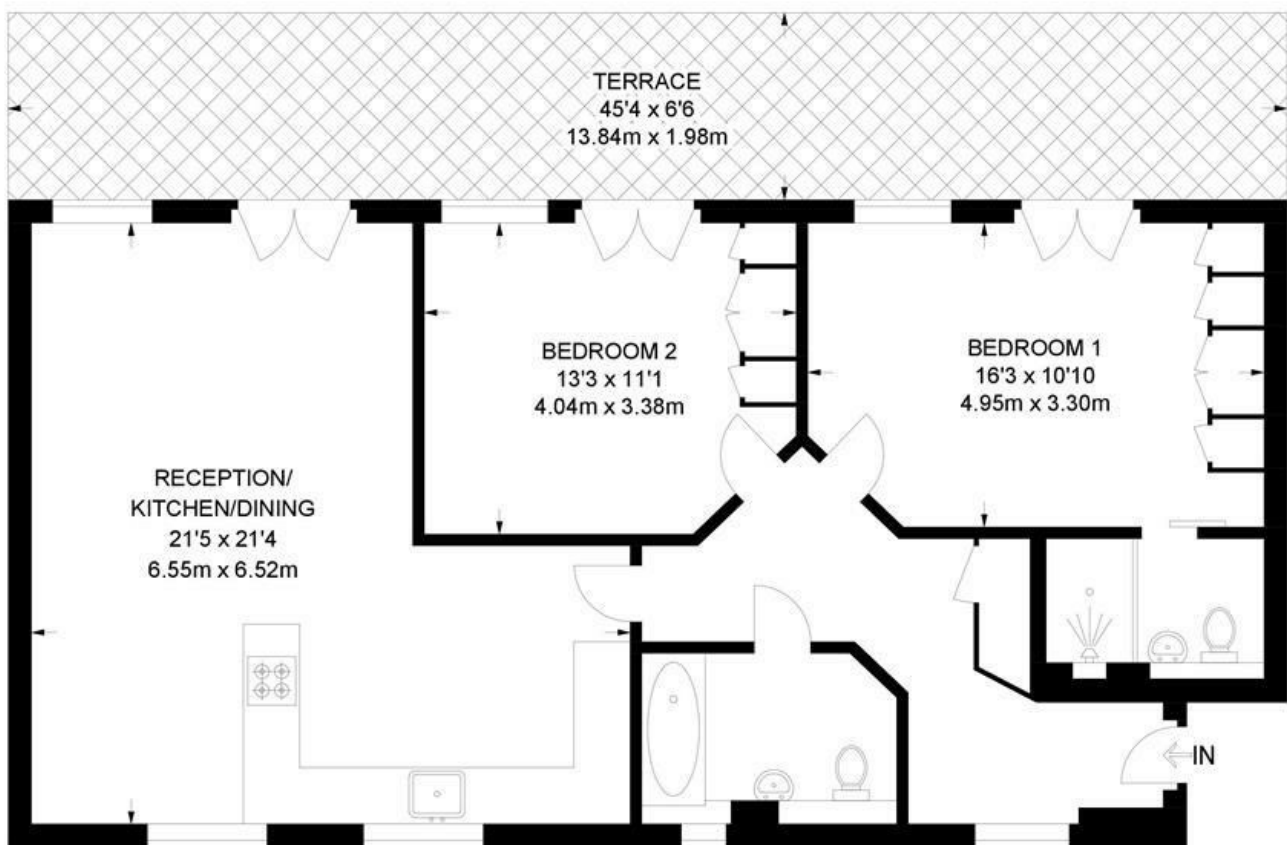 TERRACE
45'4 x 6'6
13.84m x 1.98m
BEDROOM 2
13'3 x 11'1
4.04m x 3.38m
BEDROOM 1
16'3 x 10'10
4.95m x 3.30m
RECEPTION/
KITCHEN/DINING
21'5 x 21'4
6.55m x 6.52m
IN